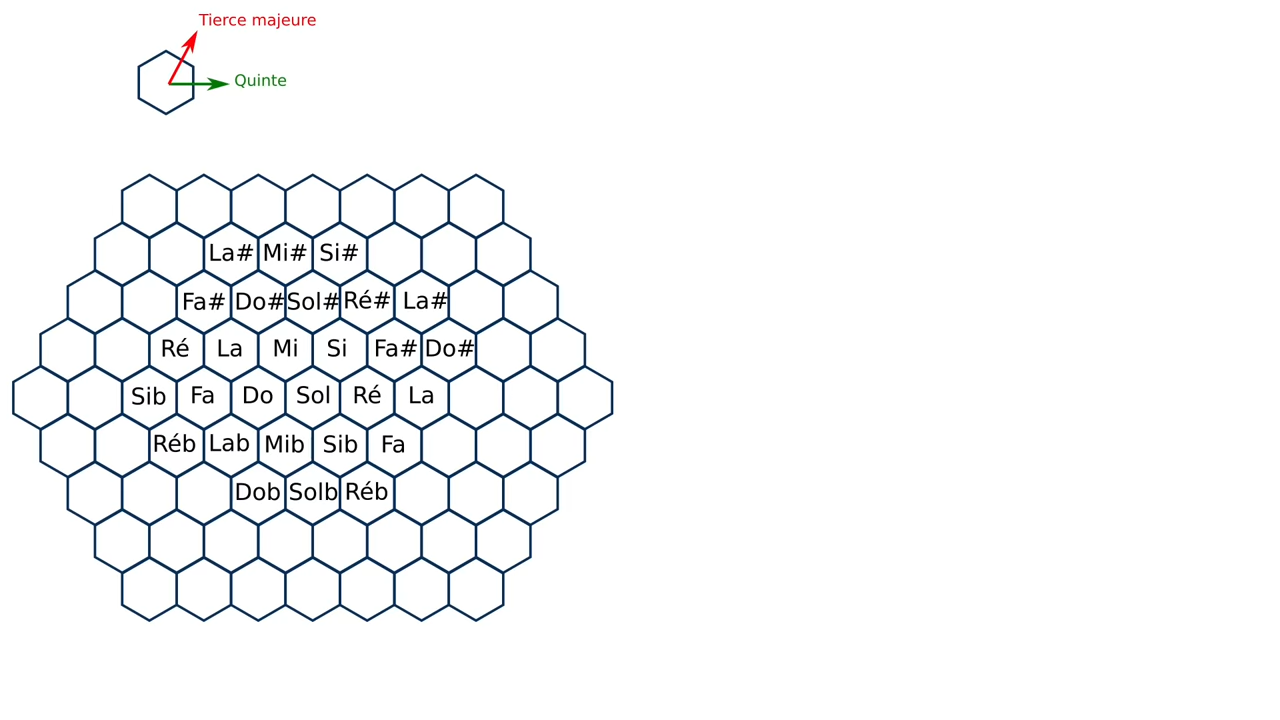 Tierce majeure
Quinte
La# Mi# Si#
Fa# Do# Sol# Ré# La#
Ré La Mi Si Fa# Do#
Sib Fa Do Sol Ré La
Réb Lab Mib Sib Fa
Dob Solb Réb